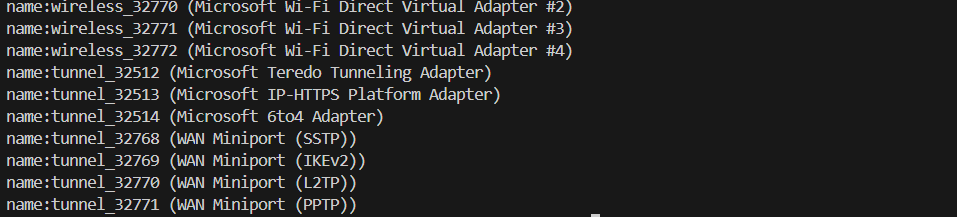 name:wireless_32770 (Microsoft Wi-Fi Direct Virtual Adapter #2)
name:wireless_32771 (Microsoft Wi-Fi Direct Virtual Adapter #3)
name:wireless_32772 (Microsoft Wi-Fi Direct Virtual Adapter #4)
name:tunnel_32512 (Microsoft Teredo Tunneling Adapter)
name:tunnel_32513 (Microsoft IP-HTTPS Platform Adapter)
name:tunnel_32514 (Microsoft 6to4 Adapter)
name:tunnel_32768 (WAN Miniport (SSTP))
name:tunnel_32769 (WAN Miniport (IKEv2))
name:tunnel_32770 (WAN Miniport (L2TP))
name:tunnel_32771 (WAN Miniport (PPTP))